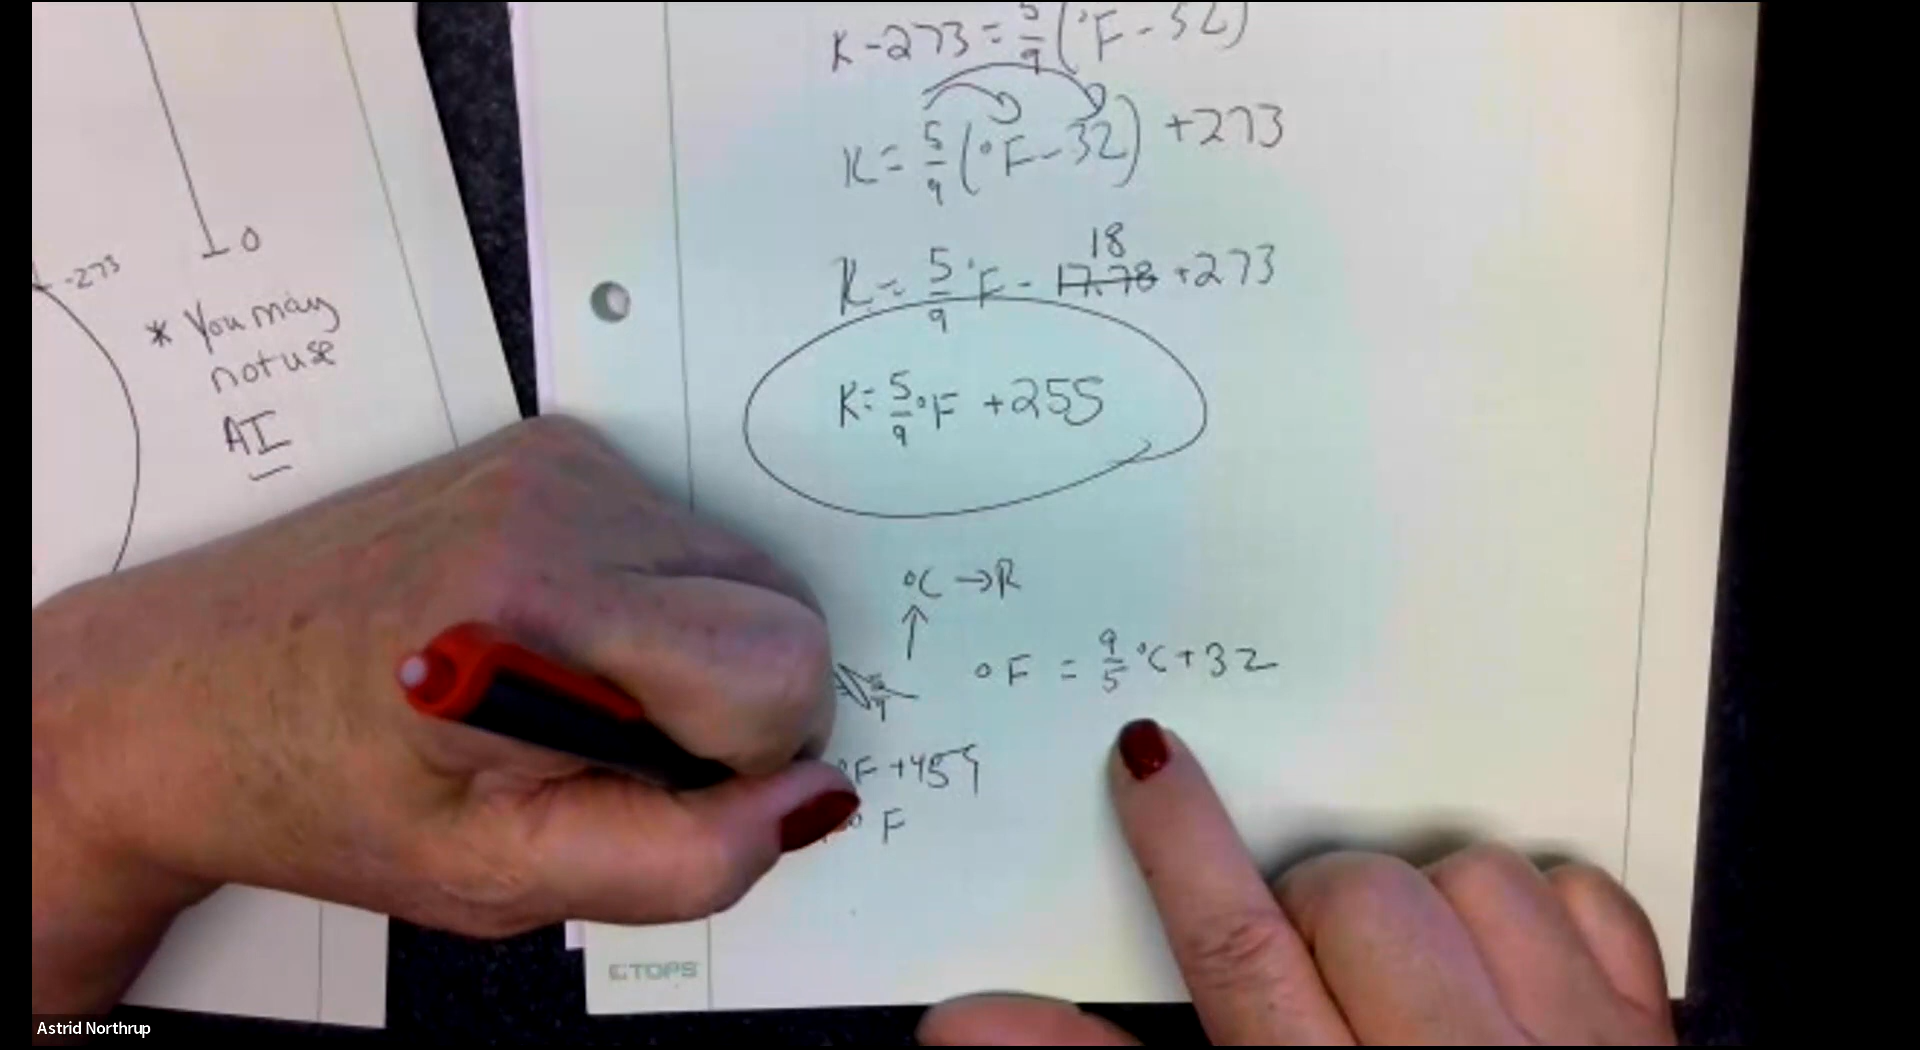 -273
0
* You may
not use
AI
K-273 = 5/9 (°F - 32)
K = 5/9 (°F - 32) + 273
18
K = 5/9 °F - 17.78 + 273
K = 5/9 °F + 255
°C → R
°F = 9/5 °C + 32
°F + 459
F
TOPS
Astrid Northrup